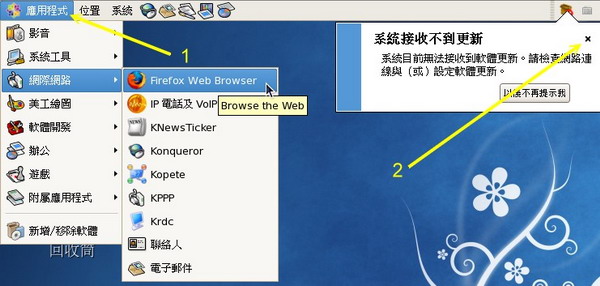 應用程式 位置 系統
1
影音
系統工具
網際網路
美工繪圖
軟體開發
辦公
遊戲
附屬應用程式
新增/移除軟體
回收筒
Firefox Web Browser
IP 電話及 VoIP
Browse the Web
KNewsTicker
Konqueror
Kopete
KPPP
Krdc
聯絡人
電子郵件
系統接收不到更新
系統目前無法接收到軟體更新。請檢查網路連
線與（或）設定軟體更新。
以後不再提示我
2